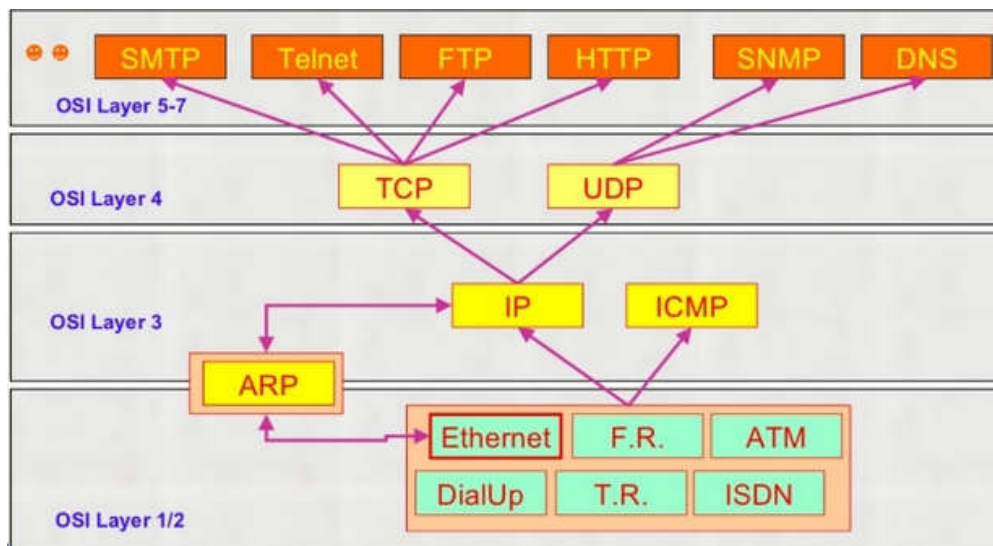 SMTP Telnet FTP HTTP SNMP DNS
OSI Layer 5-7
TCP UDP
OSI Layer 4
IP ICMP
OSI Layer 3
ARP
Ethernet F.R. ATM
DialUp T.R. ISDN
OSI Layer 1/2